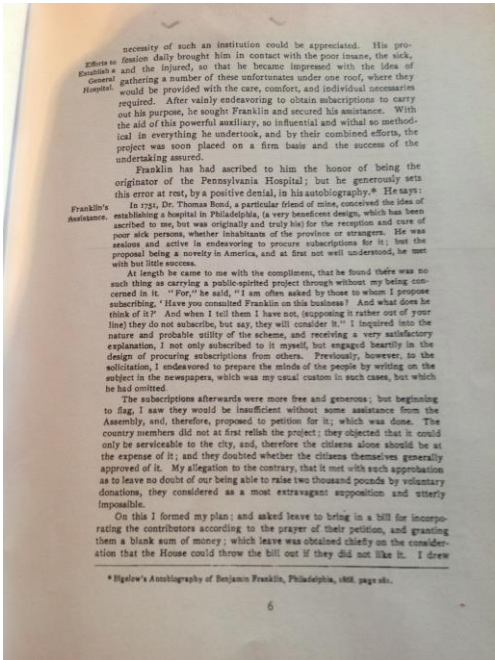 necessity of such an institution could be appreciated. His pro-
Efforts to
Establish a
General
Hospital.
fession daily brought him in contact with the poor insane, the sick,
and the injured, so that he became impressed with the idea of
gathering a number of these unfortunates under one roof, where they
would be provided with the care, comfort, and individual necessaries
required. After vainly endeavoring to obtain subscriptions to carry
out his purpose, he sought Franklin and secured his assistance. With
the aid of this powerful auxiliary, so influential and withal so method-
ical in everything he undertook, and by their combined efforts, the
project was soon placed on a firm basis and the success of the
undertaking assured.
Franklin has had ascribed to him the honor of being the
originator of the Pennsylvania Hospital; but he generously sets
this error at rest, by a positive denial, in his autobiography.* He says:
Franklin's
Assistance.
In 1751, Dr. Thomas Bond, a particular friend of mine, conceived the idea of
establishing a hospital in Philadelphia, (a very beneficent design, which has been
ascribed to me, but was originally and truly his) for the reception and cure of
poor sick persons, whether inhabitants of the province or strangers. He was
zealous and active in endeavoring to procure subscriptions for it; but the
proposal being a novelty in America, and at first not well understood, he met
with but little success.
At length he came to me with the compliment, that he found there was no
such thing as carrying a public-spirited project through without my being con-
cerned in it. "For," he said, "I am often asked by those to whom I propose
subscribing, 'Have you consulted Franklin on this business? And what does he
think of it?' And when I tell them I have not, (supposing it rather out of your
line) they do not subscribe, but say, they will consider it." I inquired into the
nature and probable utility of the scheme, and receiving a very satisfactory
explanation, I not only subscribed to it myself, but engaged heartily in the
design of procuring subscriptions from others. Previously, however, to the
solicitation, I endeavored to prepare the minds of the people by writing on the
subject in the newspapers, which was my usual custom in such cases, but which
he had omitted.
The subscriptions afterwards were more free and generous; but beginning
to flag, I saw they would be insufficient without some assistance from the
Assembly, and, therefore, proposed to petition for it; which was done. The
country members did not at first relish the project; they objected that it could
only be serviceable to the city, and, therefore the citizens alone should be at
the expense of it; and they doubted whether the citizens themselves generally
approved of it. My allegation to the contrary, that it met with such approbation
as to leave no doubt of our being able to raise two thousand pounds by voluntary
donations, they considered as a most extravagant supposition and utterly
impossible.
On this I formed my plan; and asked leave to bring in a bill for incorpo-
rating the contributors according to the prayer of their petition, and granting
them a blank sum of money; which leave was obtained chiefly on the consider-
ation that the House could throw the bill out if they did not like it. I drew
* Bigelow's Autobiography of Benjamin Franklin, Philadelphia, 1868. page 281.
6